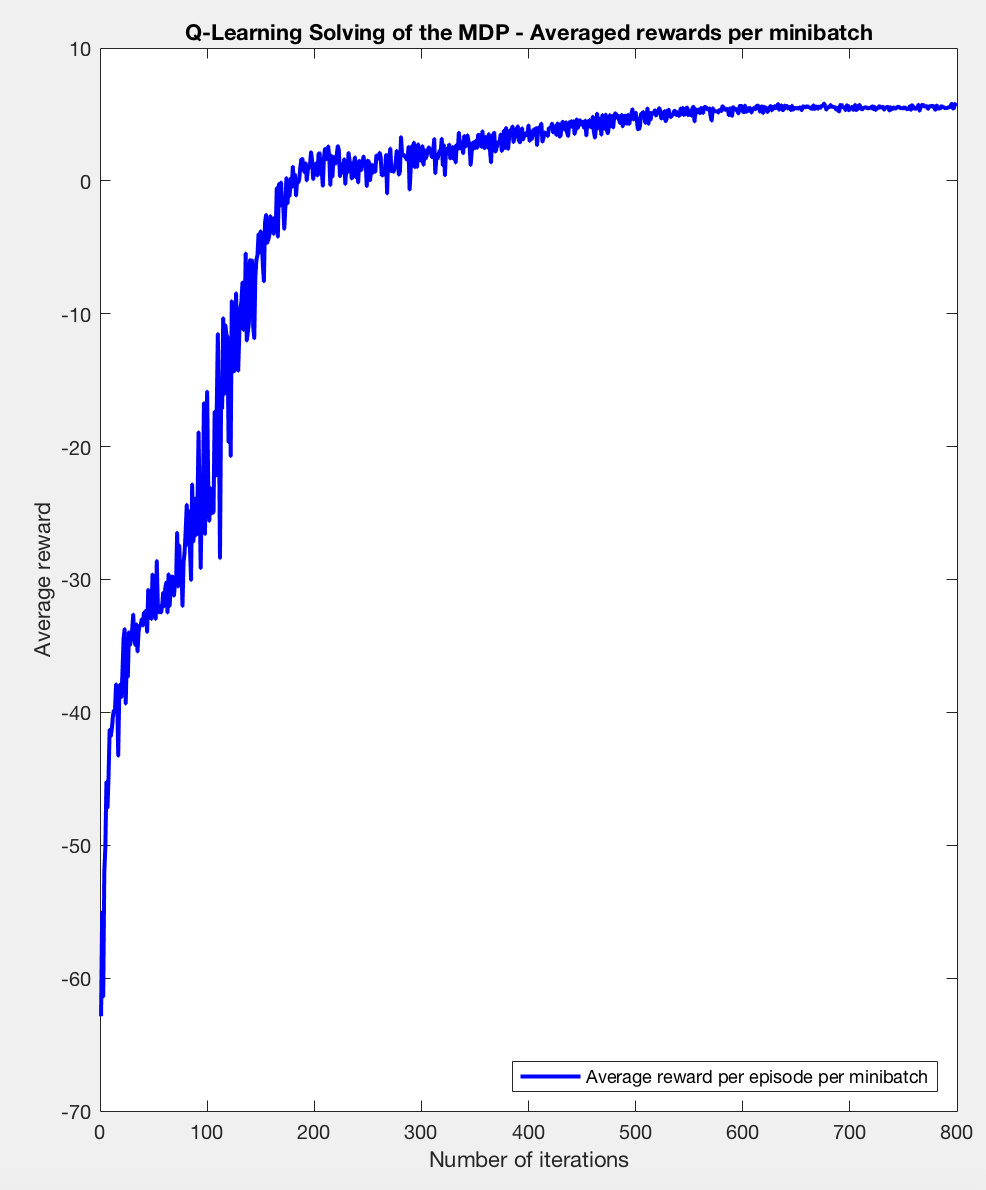 Q-Learning Solving of the MDP - Averaged rewards per minibatch
10
0
-10
-20
-30
-40
-50
-60
-70
Average reward
Average reward per episode per minibatch
0 100 200 300 400 500 600 700 800
Number of iterations